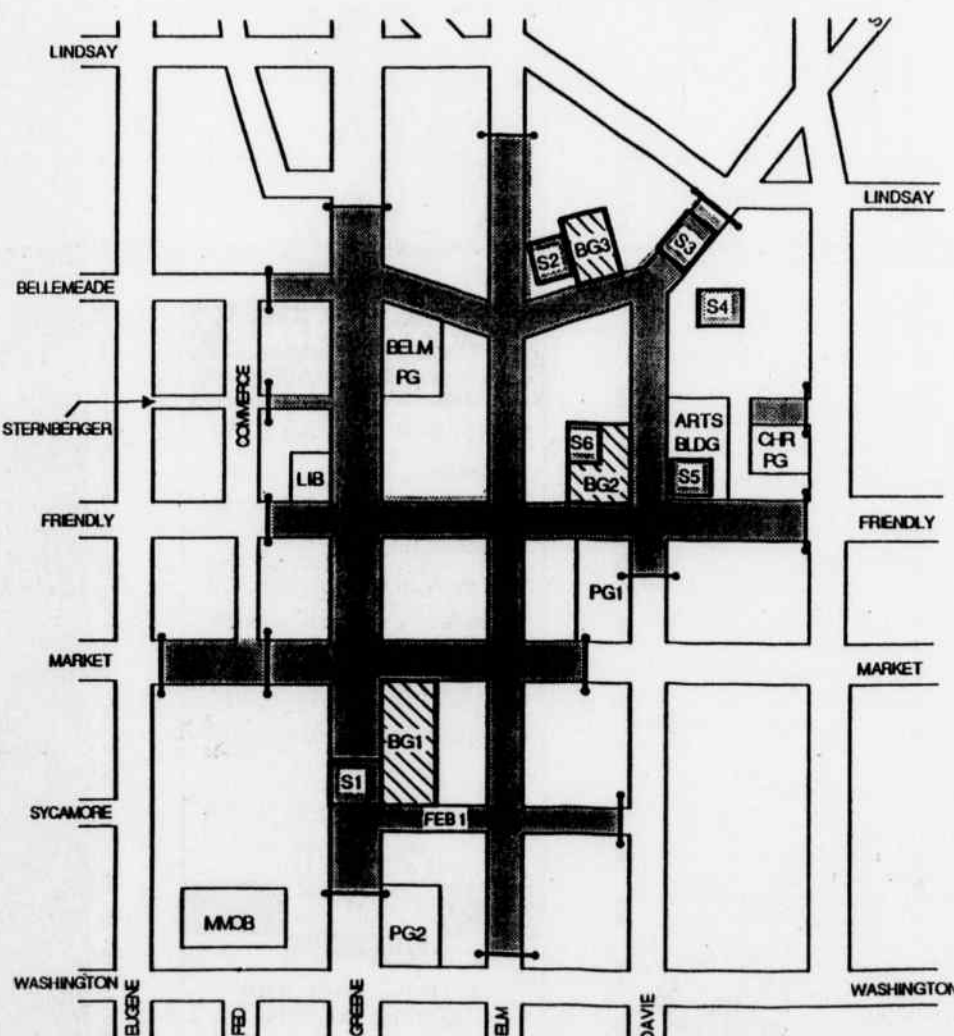 LINDSAY
LINDSAY
S2
BG3
S3
BELLEMEADE
S4
BELM
PG
COMMERCE
STERNBERGER
ARTS
BLDG
CHR
PG
S6
BG2
S5
LIB
FRIENDLY
FRIENDLY
PG1
MARKET
MARKET
BG1
S1
SYCAMORE
FEB 1
MMOB
PG2
WASHINGTON
WASHINGTON
EUGENE
FED
GREENE
ELM
DAVIE